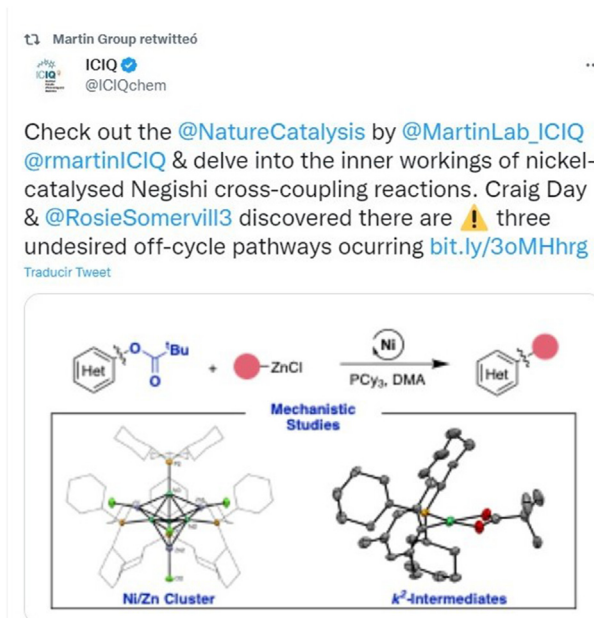 Martin Group retwitteó
ICIQ
ICIQ
@ICIQchem
Check out the @NatureCatalysis by @MartinLab_ICIQ
@rmartinICIQ & delve into the inner workings of nickel-
catalysed Negishi cross-coupling reactions. Craig Day
& @RosieSomervill3 discovered there are ⚠️ three
undesired off-cycle pathways ocurring bit.ly/3oMHhrg
Traducir Tweet
Het
O
O
tBu
+
ZnCl
Ni
PCy3, DMA
Het
Mechanistic
Studies
Ni/Zn Cluster
k²-Intermediates